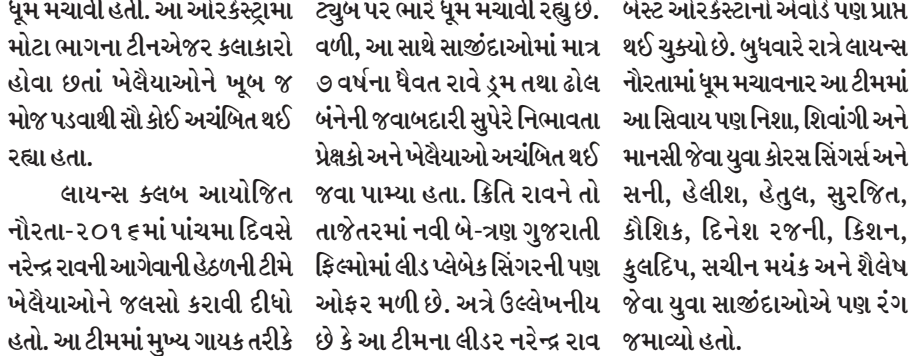 ધૂમ મચાવી હતી. આ ઓરકેસ્ટ્રામાં
મોટા ભાગના ટીનએજર કલાકારો
હોવા છતાં ખેલૈયાઓને ખૂબ જ
મોજ પડવાથી સૌ કોઈ અચંબિત થઈ
રહ્યા હતા.
લાયન્સ ક્લબ આયોજિત
નૌરતા-૨૦૧૬માં પાંચમા દિવસે
નરેન્દ્ર રાવની આગેવાની હેઠળની ટીમે
ખેલૈયાઓને જલસો કરાવી દીધો
હતો. આ ટીમમાં મુખ્ય ગાયક તરીકે
ટ્યુબ પર ભારે ધૂમ મચાવી રહ્યુ છે.
વળી, આ સાથે સાજીંદાઓમાં માત્ર
૭ વર્ષના ધૈવત રાવે ડ્રમ તથા ઢોલ
બંનેની જવાબદારી સુપેરે નિભાવતા
પ્રેક્ષકો અને ખેલૈયાઓ અચંબિત થઈ
જવા પામ્યા હતા. ક્રિતિ રાવને તો
તાજેતરમાં નવી બે-ત્રણ ગુજરાતી
ફિલ્મોમાં લીડ પ્લેબેક સિંગરની પણ
ઓફર મળી છે. અત્રે ઉલ્લેખનીય
છે કે આ ટીમના લીડર નરેન્દ્ર રાવ
બેસ્ટ ઓરકેસ્ટાનો એવોર્ડ પણ પ્રાપ્ત
થઈ ચુક્યો છે. બુધવારે રાત્રે લાયન્સ
નૌરતામાં ધૂમ મચાવનાર આ ટીમમાં
આ સિવાય પણ નિશા, શિવાંગી અને
માનસી જેવા યુવા કોરસ સિંગર્સ અને
સની, હેલીશ, હેતુલ, સુરજિત,
કૌશિક, દિનેશ રજની, કિશન,
કુલદિપ, સચીન મયંક અને શૈલેષ
જેવા યુવા સાજીંદાઓએ પણ રંગ
જમાવ્યો હતો.